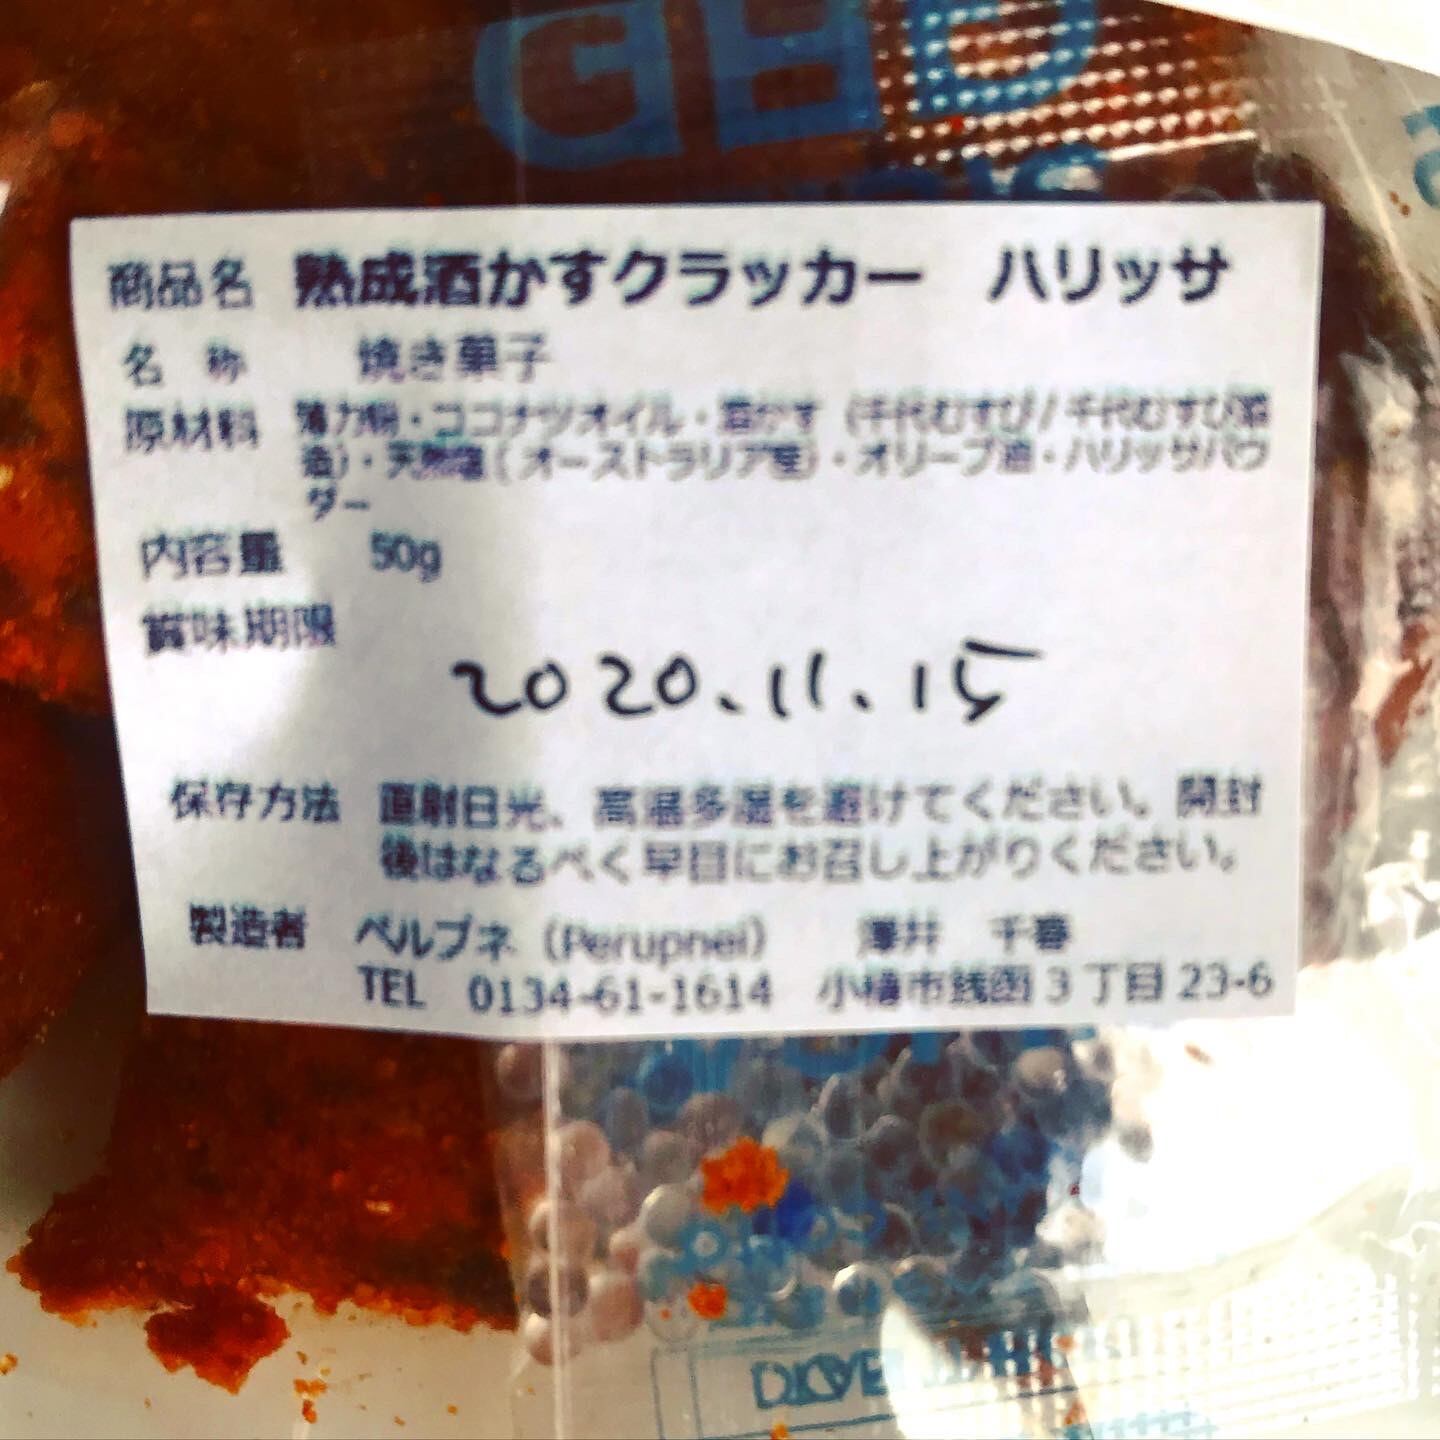 商品名 熟成酒かすクラッカー ハリッサ
名 称 焼き菓子
原材料 薄力粉・ココナツオイル・酒かす（千代むすび/千代むすび酒
造）・天然塩（オーストラリア産）・オリーブ油・ハリッサパウ
ダー
内容量 50g
賞味期限
2020.11.15
保存方法 直射日光、高温多湿を避けてください。開封
後はなるべく早目にお召し上がりください。
製造者 ペルプネ（Perupnei） 澤井 千春
TEL 0134-61-1614 小樽市銭函3丁目23-6